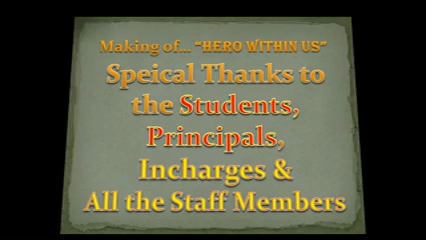 Making of... "HERO WITHIN US"
Speical Thanks to
the Students,
Principals,
Incharges &
All the Staff Members